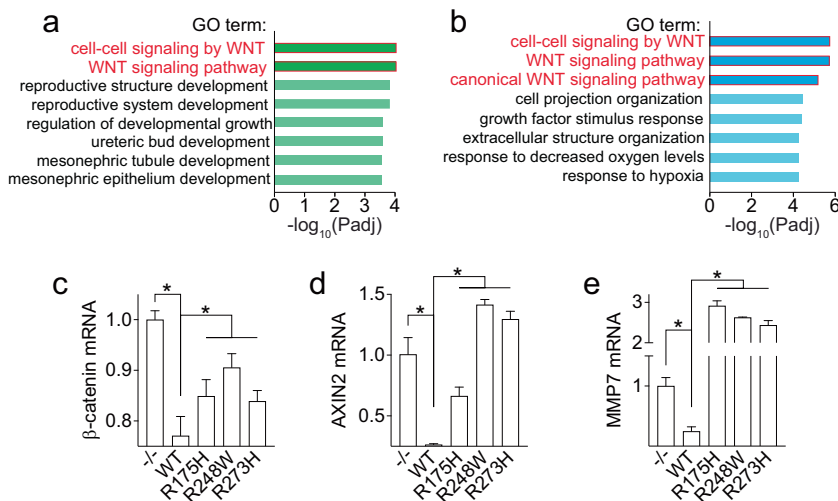 a
GO term:
cell-cell signaling by WNT
WNT signaling pathway
reproductive structure development
reproductive system development
regulation of developmental growth
ureteric bud development
mesonephric tubule development
mesonephric epithelium development
0 1 2 3 4
-log10(Padj)
b
GO term:
cell-cell signaling by WNT
WNT signaling pathway
canonical WNT signaling pathway
cell projection organization
growth factor stimulus response
extracellular structure organization
response to decreased oxygen levels
response to hypoxia
0 2 4 6
-log10(Padj)
c
β-catenin mRNA
1.0
0.9
0.8
*
*
-/-
WT
R175H
R248W
R273H
d
AXIN2 mRNA
1.5
1.0
0.5
*
*
-/-
WT
R175H
R248W
R273H
e
MMP7 mRNA
3
2
1
*
*
-/-
WT
R175H
R248W
R273H